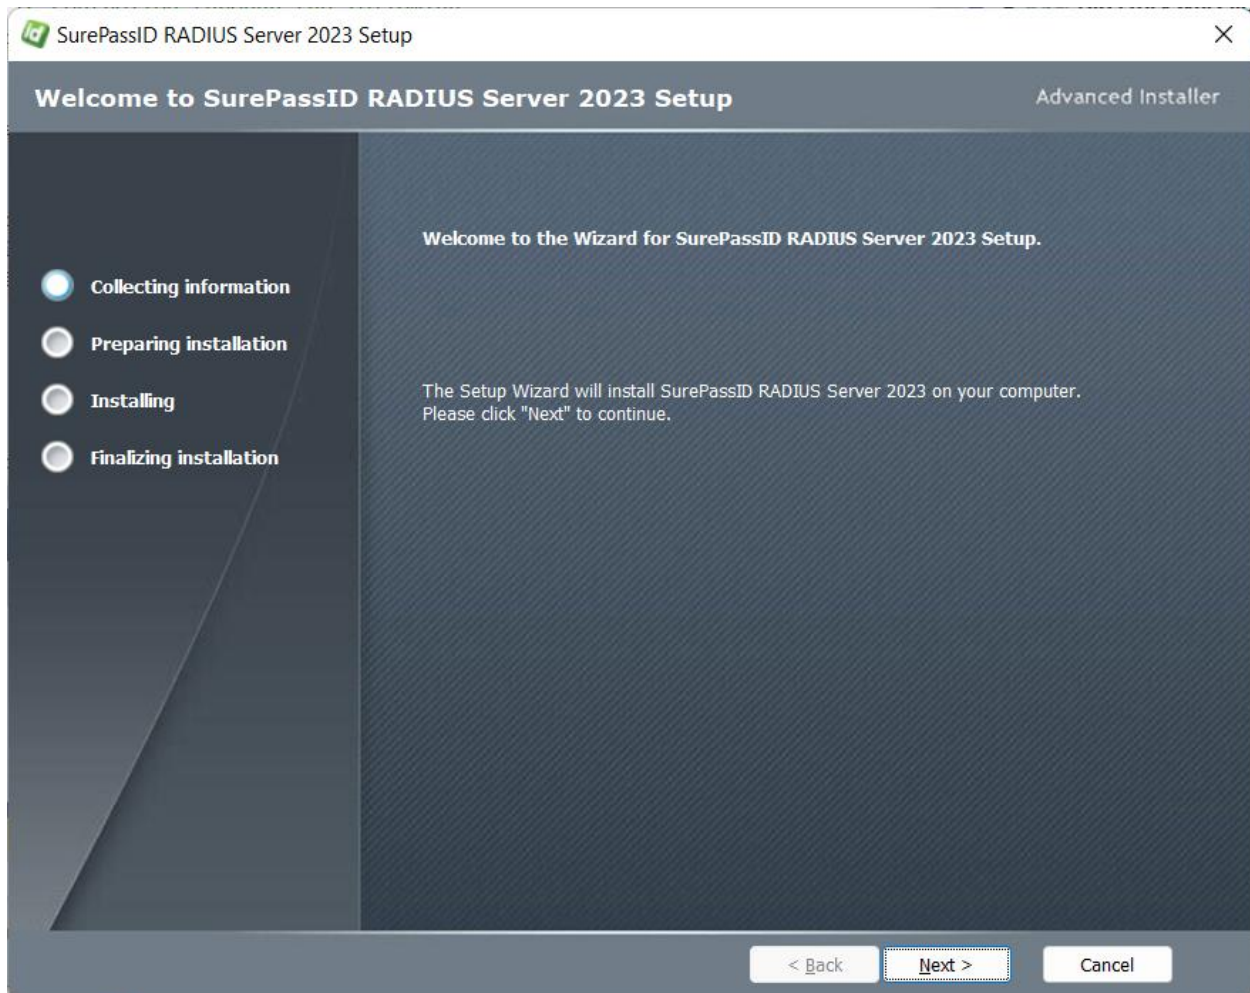 SurePassID RADIUS Server 2023 Setup
Welcome to SurePassID RADIUS Server 2023 Setup
Advanced Installer
Collecting information
Preparing installation
Installing
Finalizing installation
Welcome to the Wizard for SurePassID RADIUS Server 2023 Setup.
The Setup Wizard will install SurePassID RADIUS Server 2023 on your computer.
Please click "Next" to continue.
< Back
Next >
Cancel